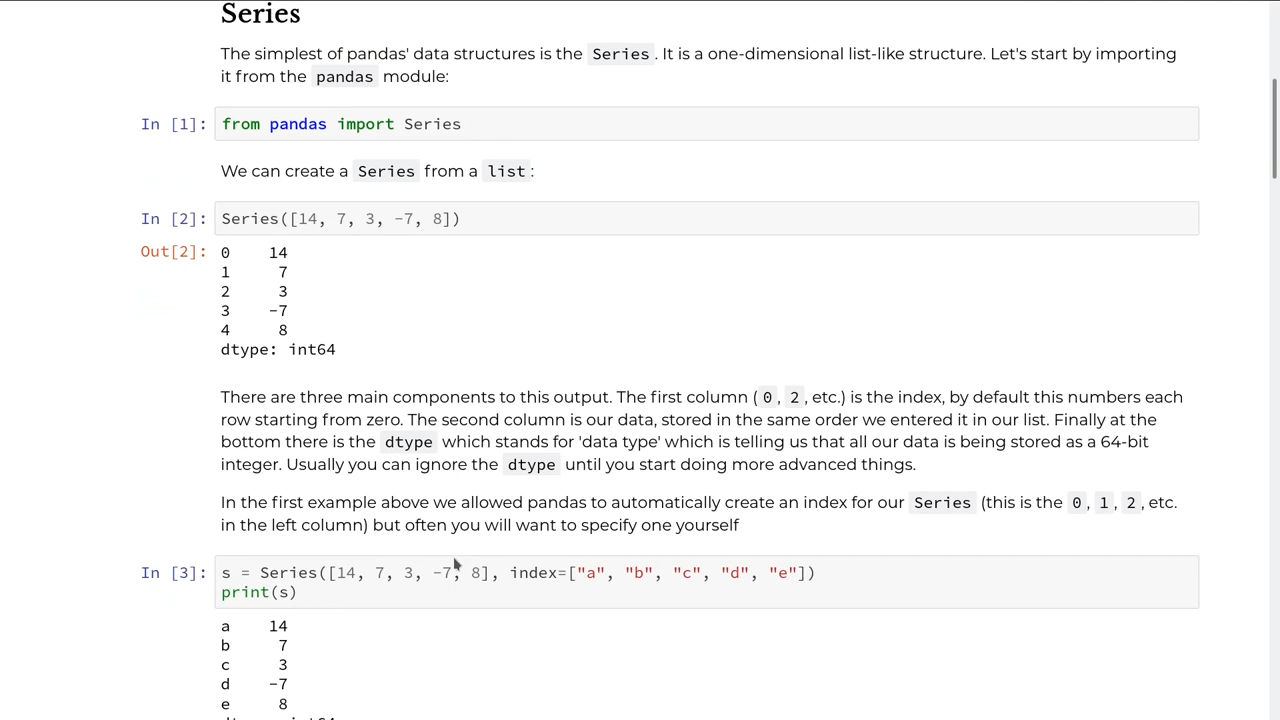 Series
The simplest of pandas' data structures is the Series. It is a one-dimensional list-like structure. Let's start by importing
it from the pandas module:
In [1]: from pandas import Series
We can create a Series from a list:
In [2]: Series([14, 7, 3, -7, 8])
Out[2]: 0 14
1 7
2 3
3 -7
4 8
dtype: int64
There are three main components to this output. The first column (0, 2, etc.) is the index, by default this numbers each
row starting from zero. The second column is our data, stored in the same order we entered it in our list. Finally at the
bottom there is the dtype which stands for 'data type' which is telling us that all our data is being stored as a 64-bit
integer. Usually you can ignore the dtype until you start doing more advanced things.
In the first example above we allowed pandas to automatically create an index for our Series (this is the 0, 1, 2, etc.
in the left column) but often you will want to specify one yourself
In [3]: s = Series([14, 7, 3, -7, 8], index=["a", "b", "c", "d", "e"])
print(s)
a 14
b 7
c 3
d -7
e 8